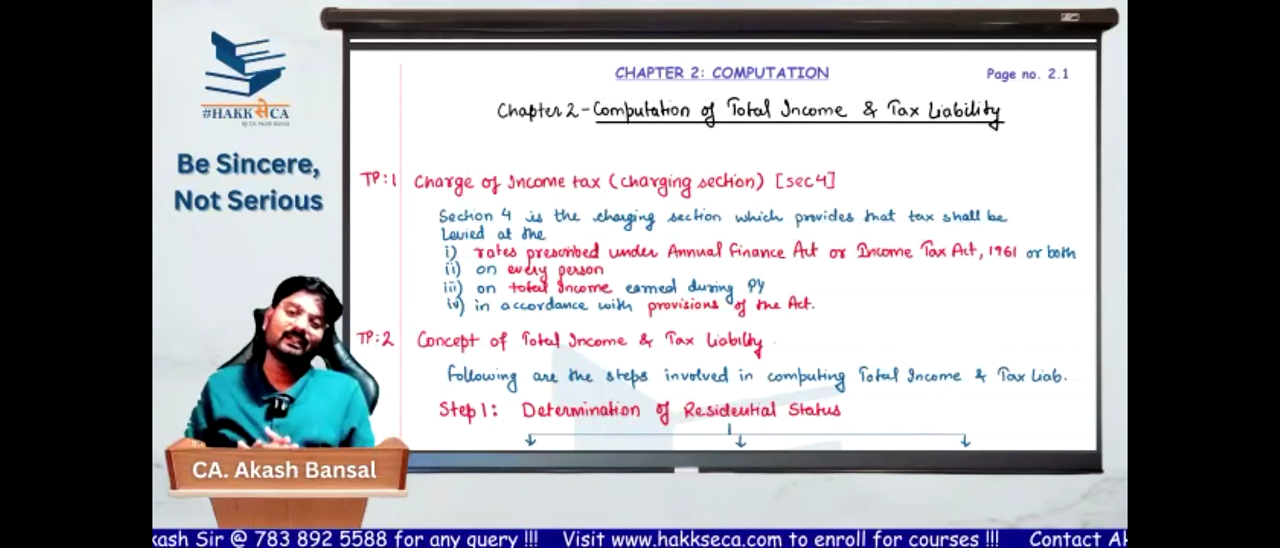 #HAKKसेCA
by CA. Akash Bansal
Be Sincere,
Not Serious
CHAPTER 2: COMPUTATION
Page no. 2.1
Chapter 2 - Computation of Total Income & Tax Liability
TP:1 Charge of Income tax (charging section) [sec 4]
Section 4 is the charging section which provides that tax shall be
Levied at the
i) rates prescribed under Annual Finance Act or Income Tax Act, 1961 or both
ii) on every person
iii) on total Income earned during PY
iv) in accordance with provisions of the Act.
TP:2 Concept of Total Income & Tax Liability
Following are the steps involved in computing Total Income & Tax Liab.
Step 1: Determination of Residential Status
CA. Akash Bansal
kash Sir @ 783 892 5588 for any query !!! Visit www.hakkseca.com to enroll for courses !!! Contact Ak